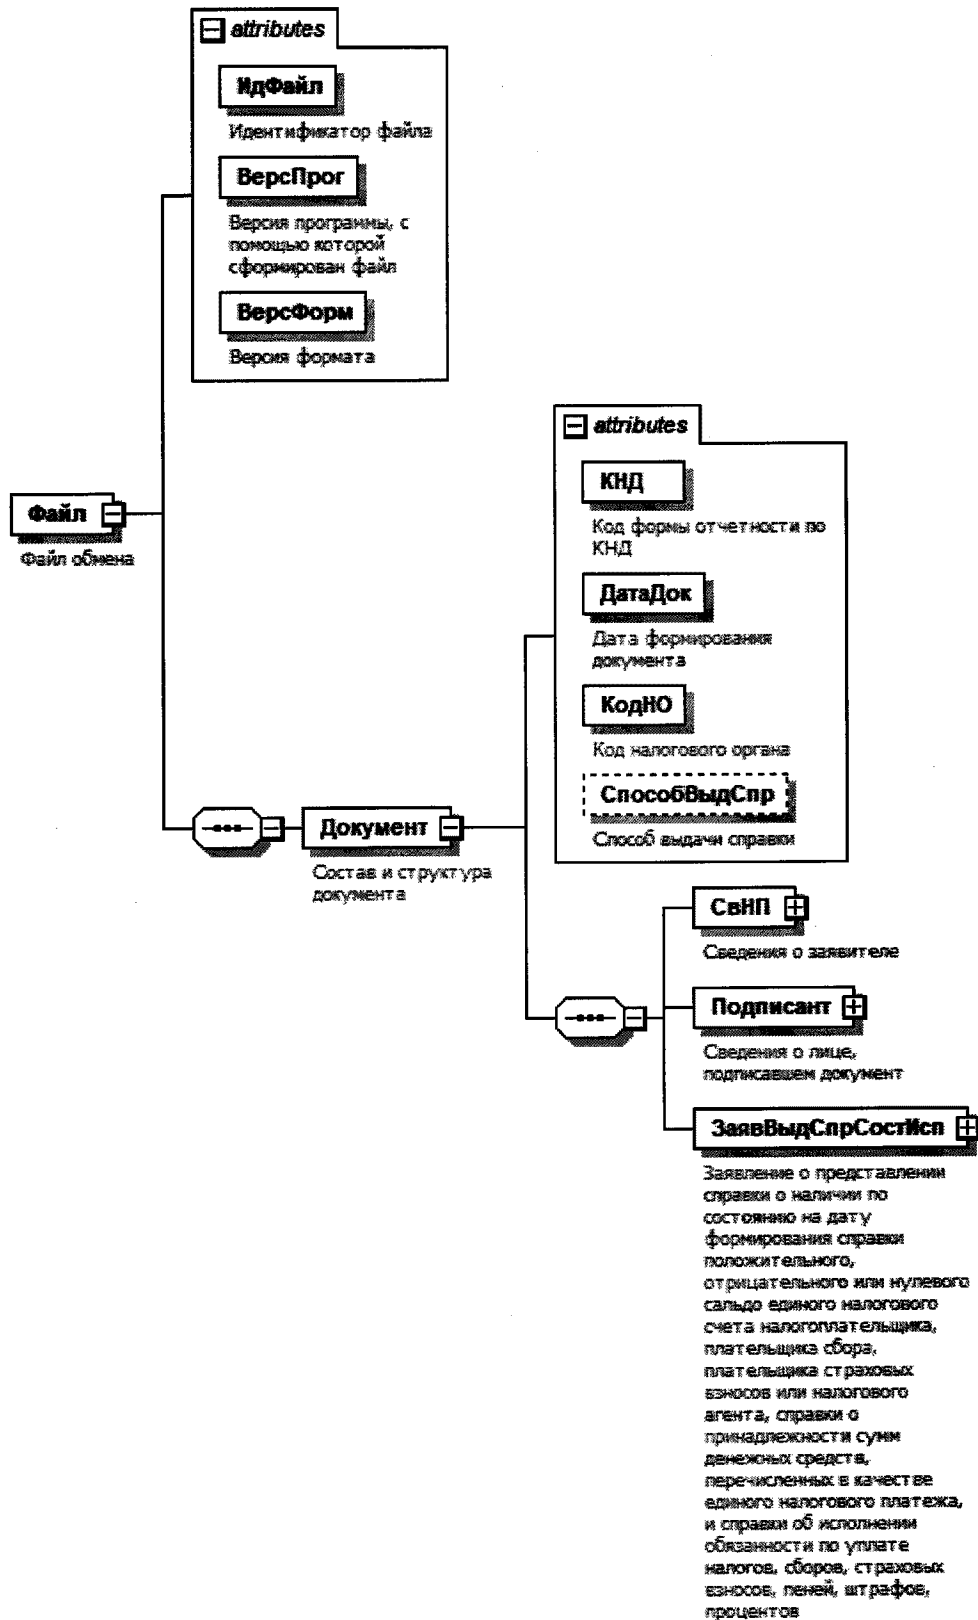 attributes
ИдФайл
Идентификатор файла
ВерсПрог
Версия программы, с
помощью которой
сформирован файл
ВерсФорм
Версия формата
Файл
Файл обмена
attributes
КНД
Код формы отчетности по
КНД
ДатаДок
Дата формирования
документа
КодНО
Код налогового органа
СпособВыдСпр
Способ выдачи справки
Документ
Состав и структура
документа
СвНП
Сведения о заявителе
Подписант
Сведения о лице,
подписавшем документ
ЗаявВыдСпрСостИсп
Заявление о представлении
справки о наличии по
состоянию на дату
формирования справки
положительного,
отрицательного или нулевого
сальдо единого налогового
счета налогоплательщика,
плательщика сбора,
плательщика страховых
взносов или налогового
агента, справки о
принадлежности сумм
денежных средств,
перечисленных в качестве
единого налогового платежа,
и справки об исполнении
обязанности по уплате
налогов, сборов, страховых
взносов, пеней, штрафов,
процентов